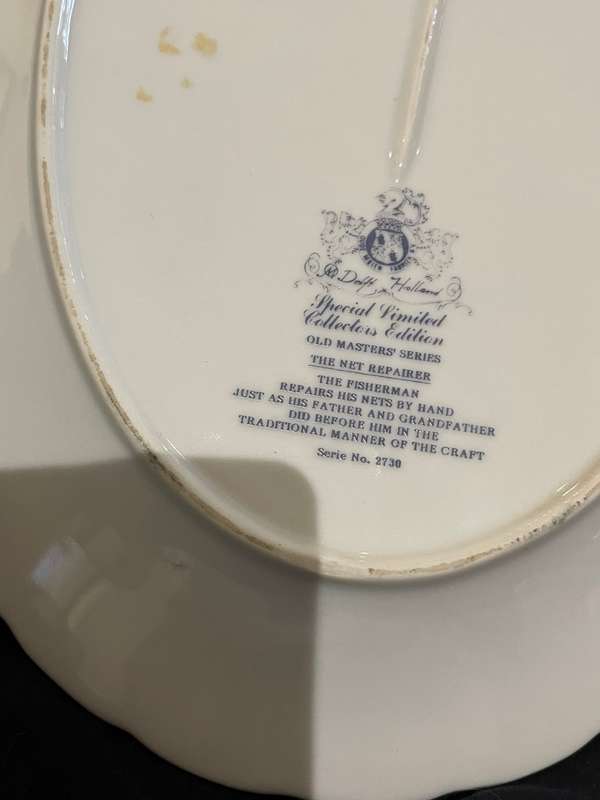 Delft Holland
Special Limited
Collectors Edition
OLD MASTERS' SERIES
THE NET REPAIRER
THE FISHERMAN
REPAIRS HIS NETS BY HAND
JUST AS HIS FATHER AND GRANDFATHER
DID BEFORE HIM IN THE
TRADITIONAL MANNER OF THE CRAFT
Serie No. 2730